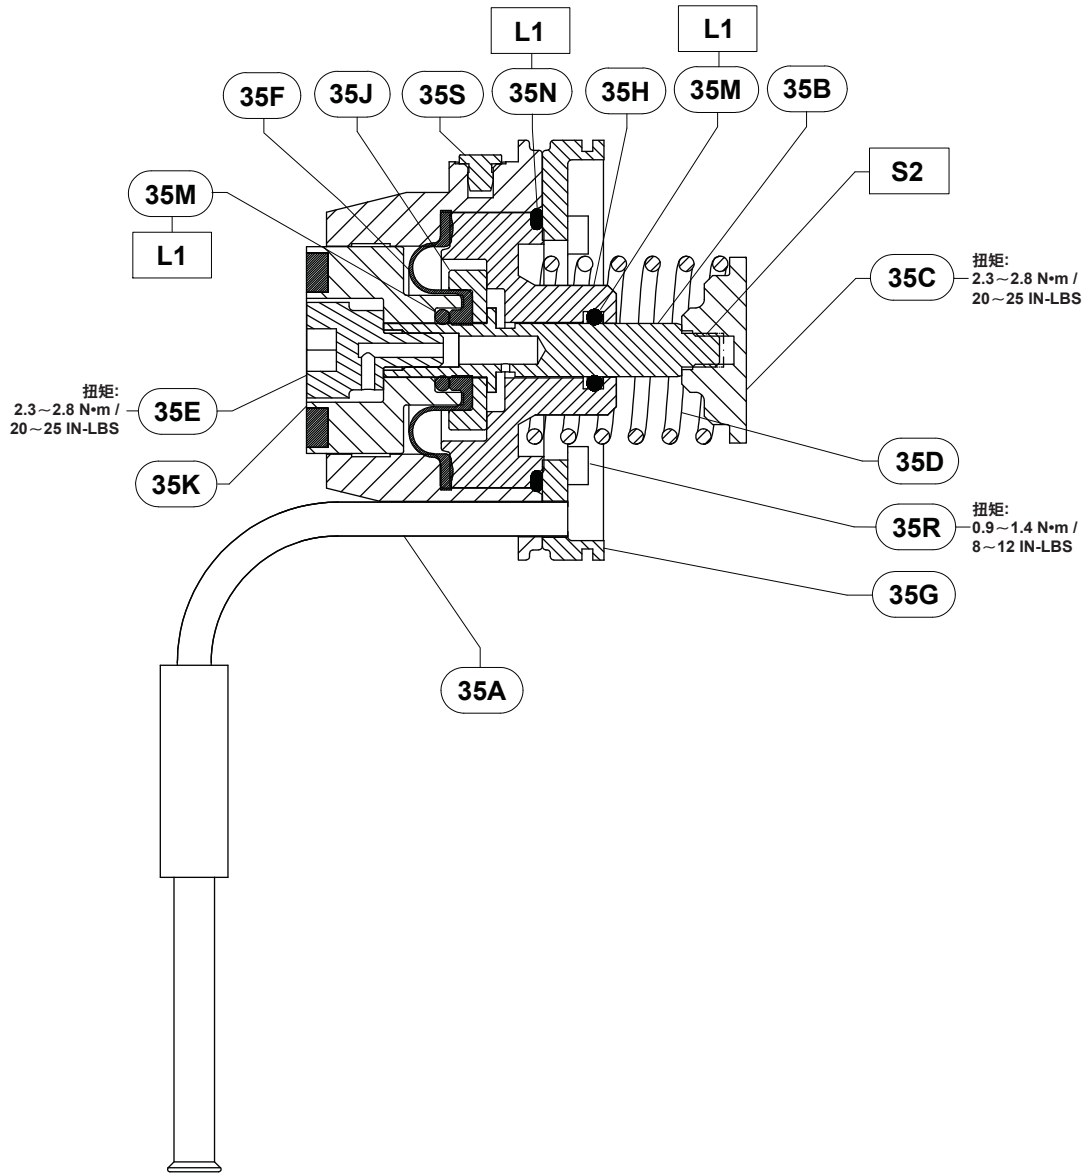 L1
L1
35F
35J
35S
35N
35H
35M
35B
35M
L1
S2
35C
扭矩:
2.3~2.8 N•m /
20~25 IN-LBS
扭矩:
2.3~2.8 N•m /
20~25 IN-LBS
35E
35K
35D
35R
扭矩:
0.9~1.4 N•m /
8~12 IN-LBS
35G
35A